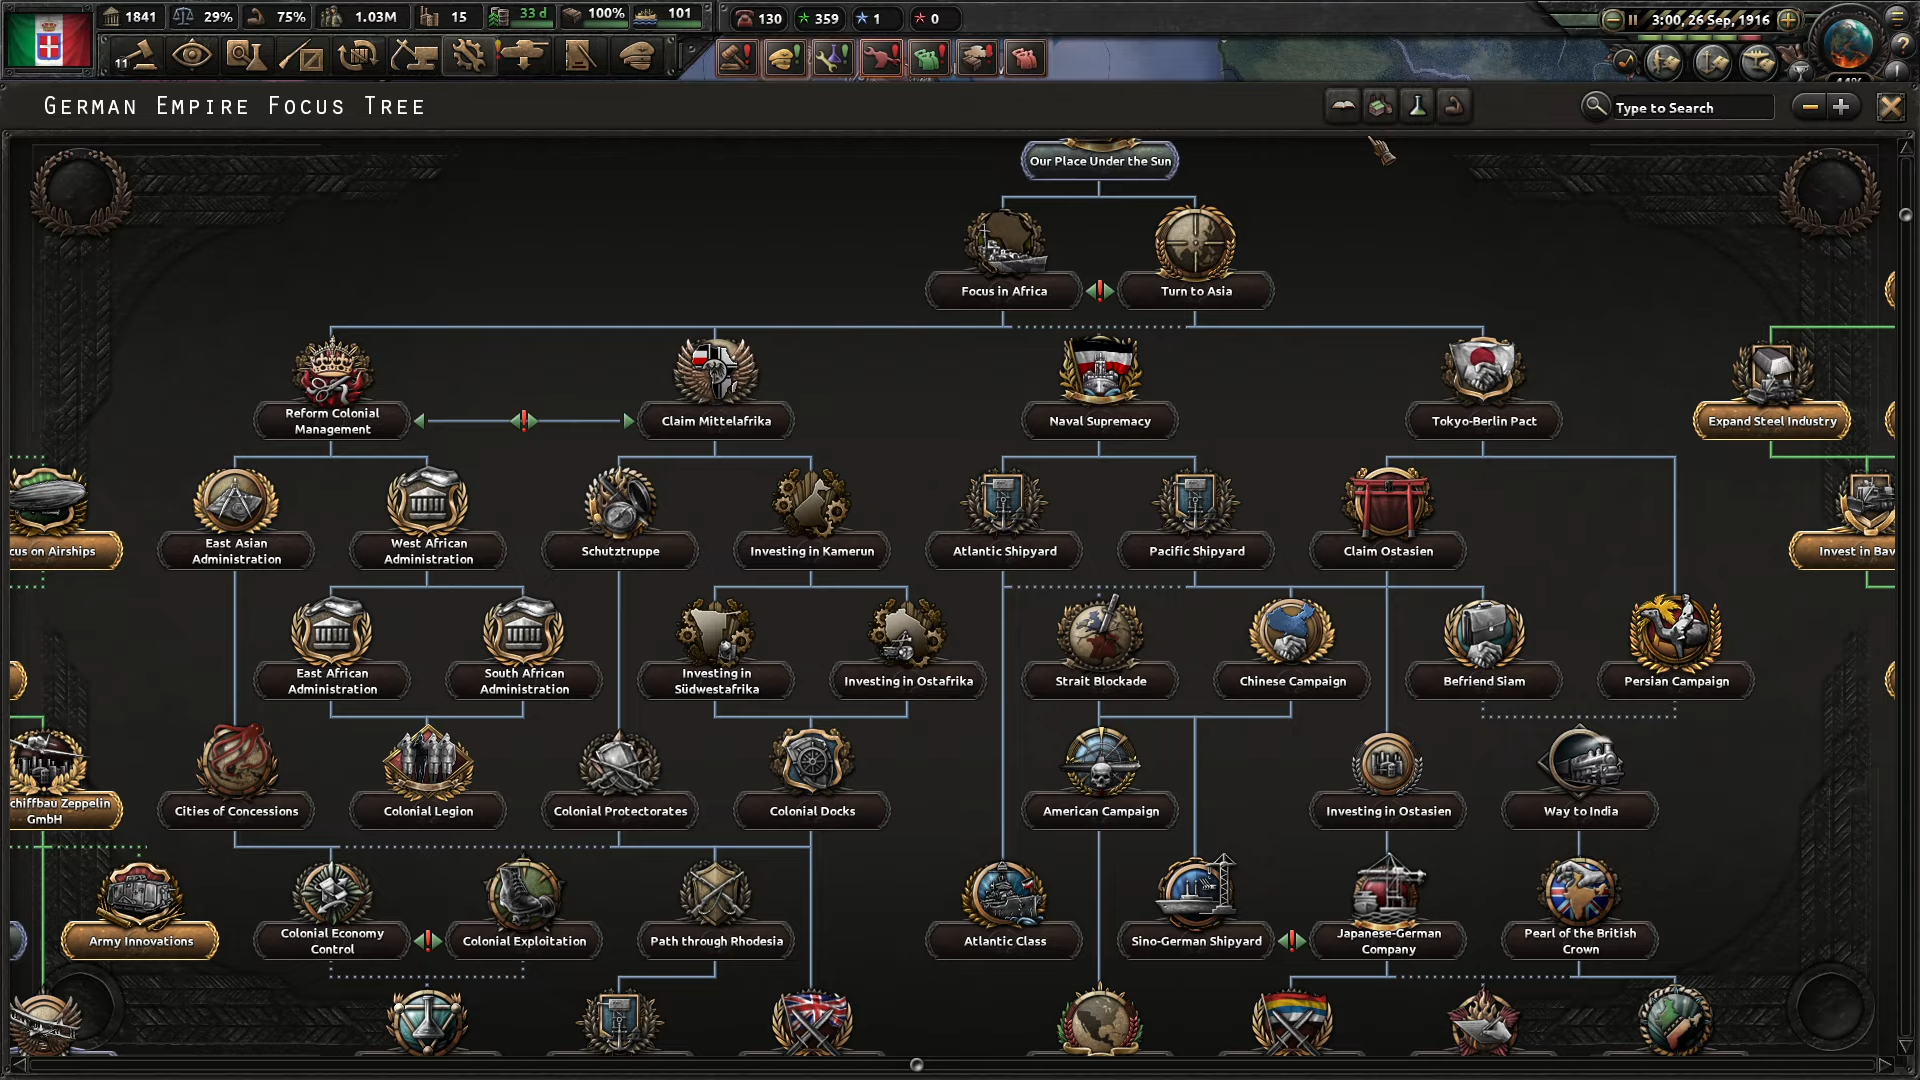 1841
29%
75%
1.03M
15
33 d
100%
101
130
359
1
0
3:00, 26 Sep, 1916
11
GERMAN EMPIRE FOCUS TREE
Type to Search
Our Place Under the Sun
Focus in Africa
Turn to Asia
Reform Colonial
Management
Claim Mittelafrika
Naval Supremacy
Tokyo-Berlin Pact
Expand Steel Industry
cus on Airships
East Asian
Administration
West African
Administration
Schutztruppe
Investing in Kamerun
Atlantic Shipyard
Pacific Shipyard
Claim Ostasien
Invest in Bav
East African
Administration
South African
Administration
Investing in
Südwestafrika
Investing in Ostafrika
Strait Blockade
Chinese Campaign
Befriend Siam
Persian Campaign
chiffbau Zeppelin
GmbH
Cities of Concessions
Colonial Legion
Colonial Protectorates
Colonial Docks
American Campaign
Investing in Ostasien
Way to India
Army Innovations
Colonial Economy
Control
Colonial Exploitation
Path through Rhodesia
Atlantic Class
Sino-German Shipyard
Japanese-German
Company
Pearl of the British
Crown